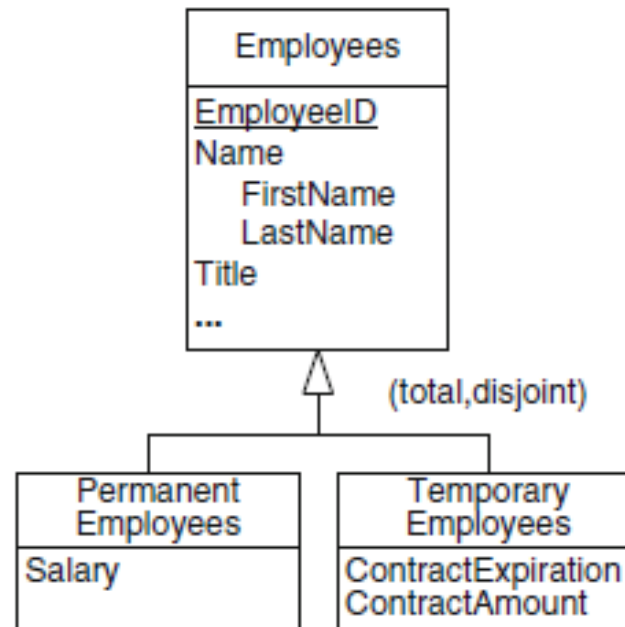 Employees
EmployeeID
Name
FirstName
LastName
Title
...
(total,disjoint)
Permanent
Employees
Salary
Temporary
Employees
ContractExpiration
ContractAmount